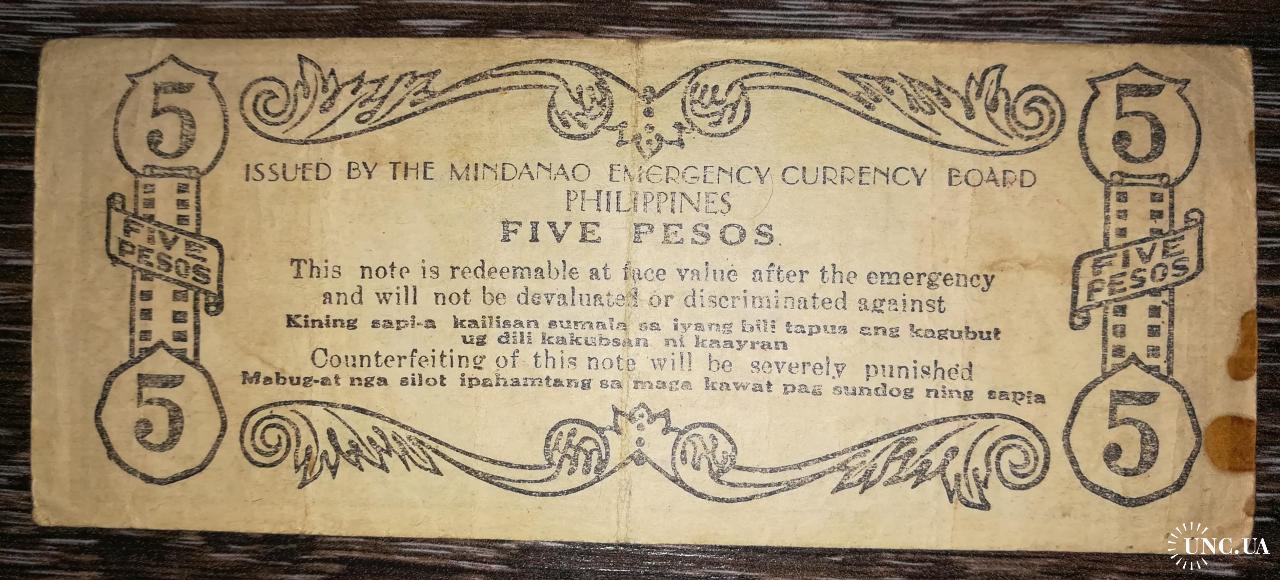 5
5
ISSUED BY THE MINDANAO EMERGENCY CURRENCY BOARD
PHILIPPINES
FIVE PESOS
FIVE
PESOS
FIVE
PESOS
This note is redeemable at face value after the emergency
and will not be devaluated or discriminated against
Kining sapi-a kailisan sumala sa iyang bili tapus ang kagubut
ug dili kakubsan ni kaayran
Counterfeiting of this note will be severely punished
Mabug-at nga silot ipahamtang sa maga kawat pag sundog ning sapia
5
5
UNC.UA